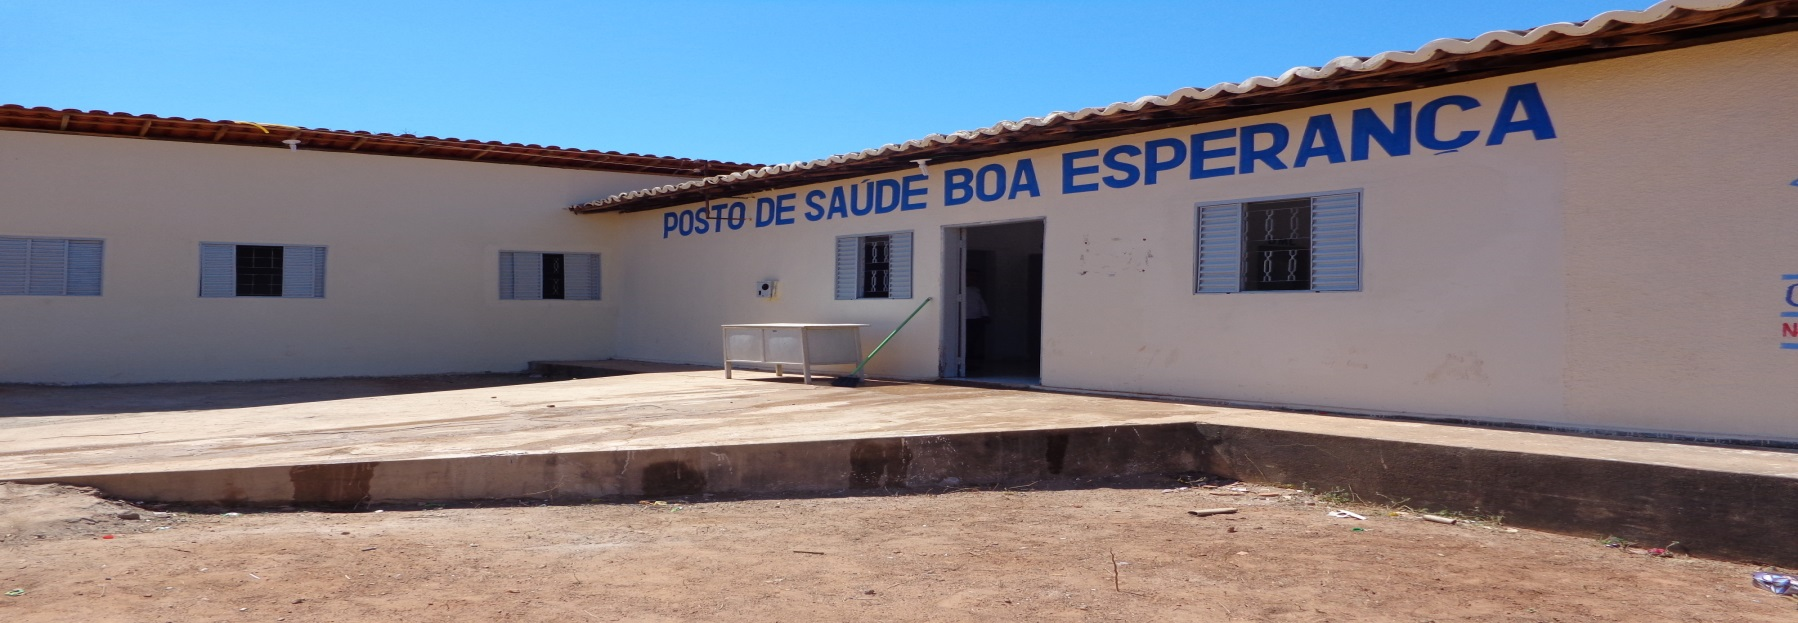 POSTO DE SAÚDE BOA ESPERANÇA